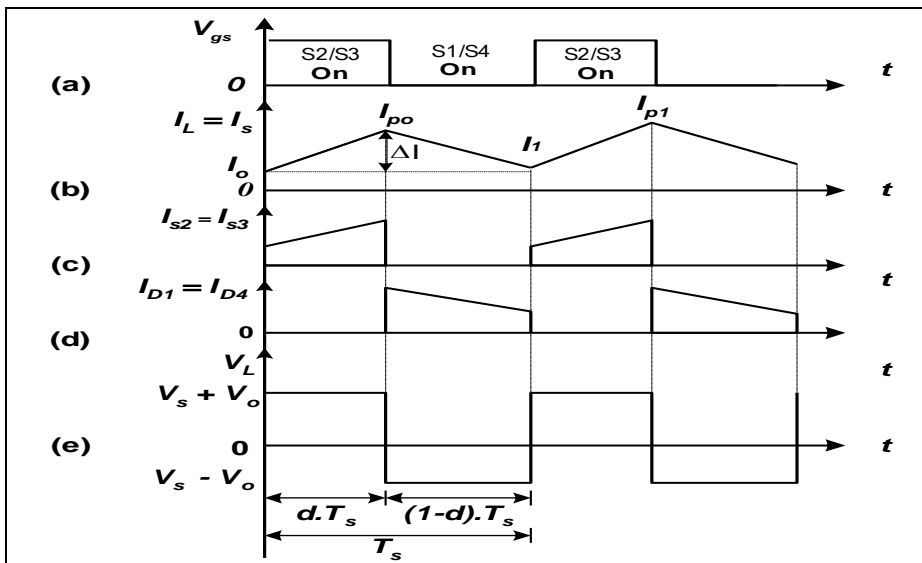 V_gs
S2/S3 On
S1/S4 On
S2/S3 On
(a)
0
t
I_L = I_s
I_po
ΔI
I_1
I_p1
I_o
(b)
0
t
I_s2 = I_s3
(c)
t
I_D1 = I_D4
(d)
0
t
V_L
V_s + V_o
(e)
0
t
V_s - V_o
d.T_s
(1-d).T_s
T_s